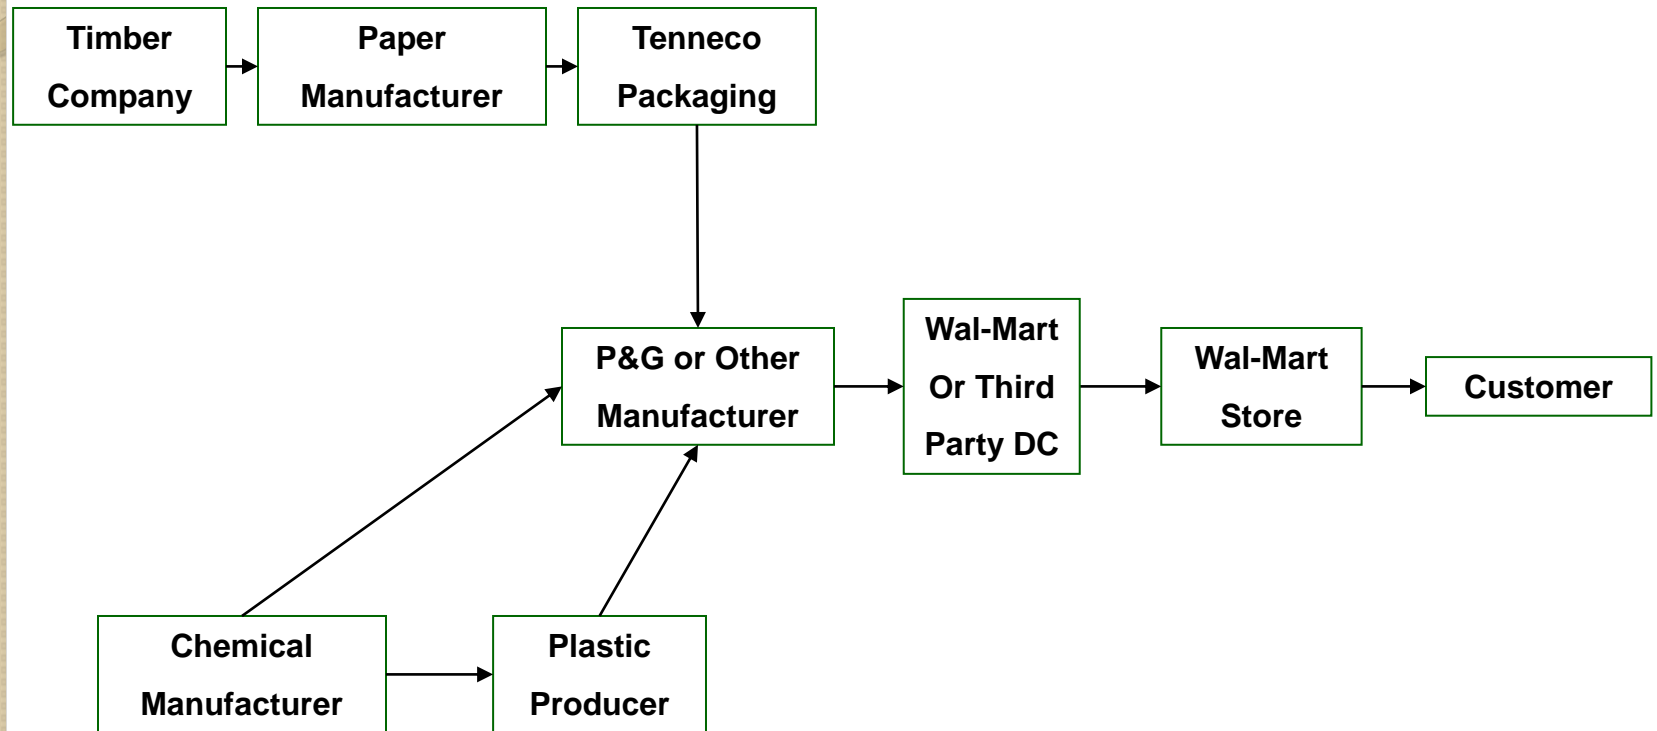 Timber
Company
Paper
Manufacturer
Tenneco
Packaging
P&G or Other
Manufacturer
Wal-Mart
Or Third
Party DC
Wal-Mart
Store
Customer
Chemical
Manufacturer
Plastic
Producer